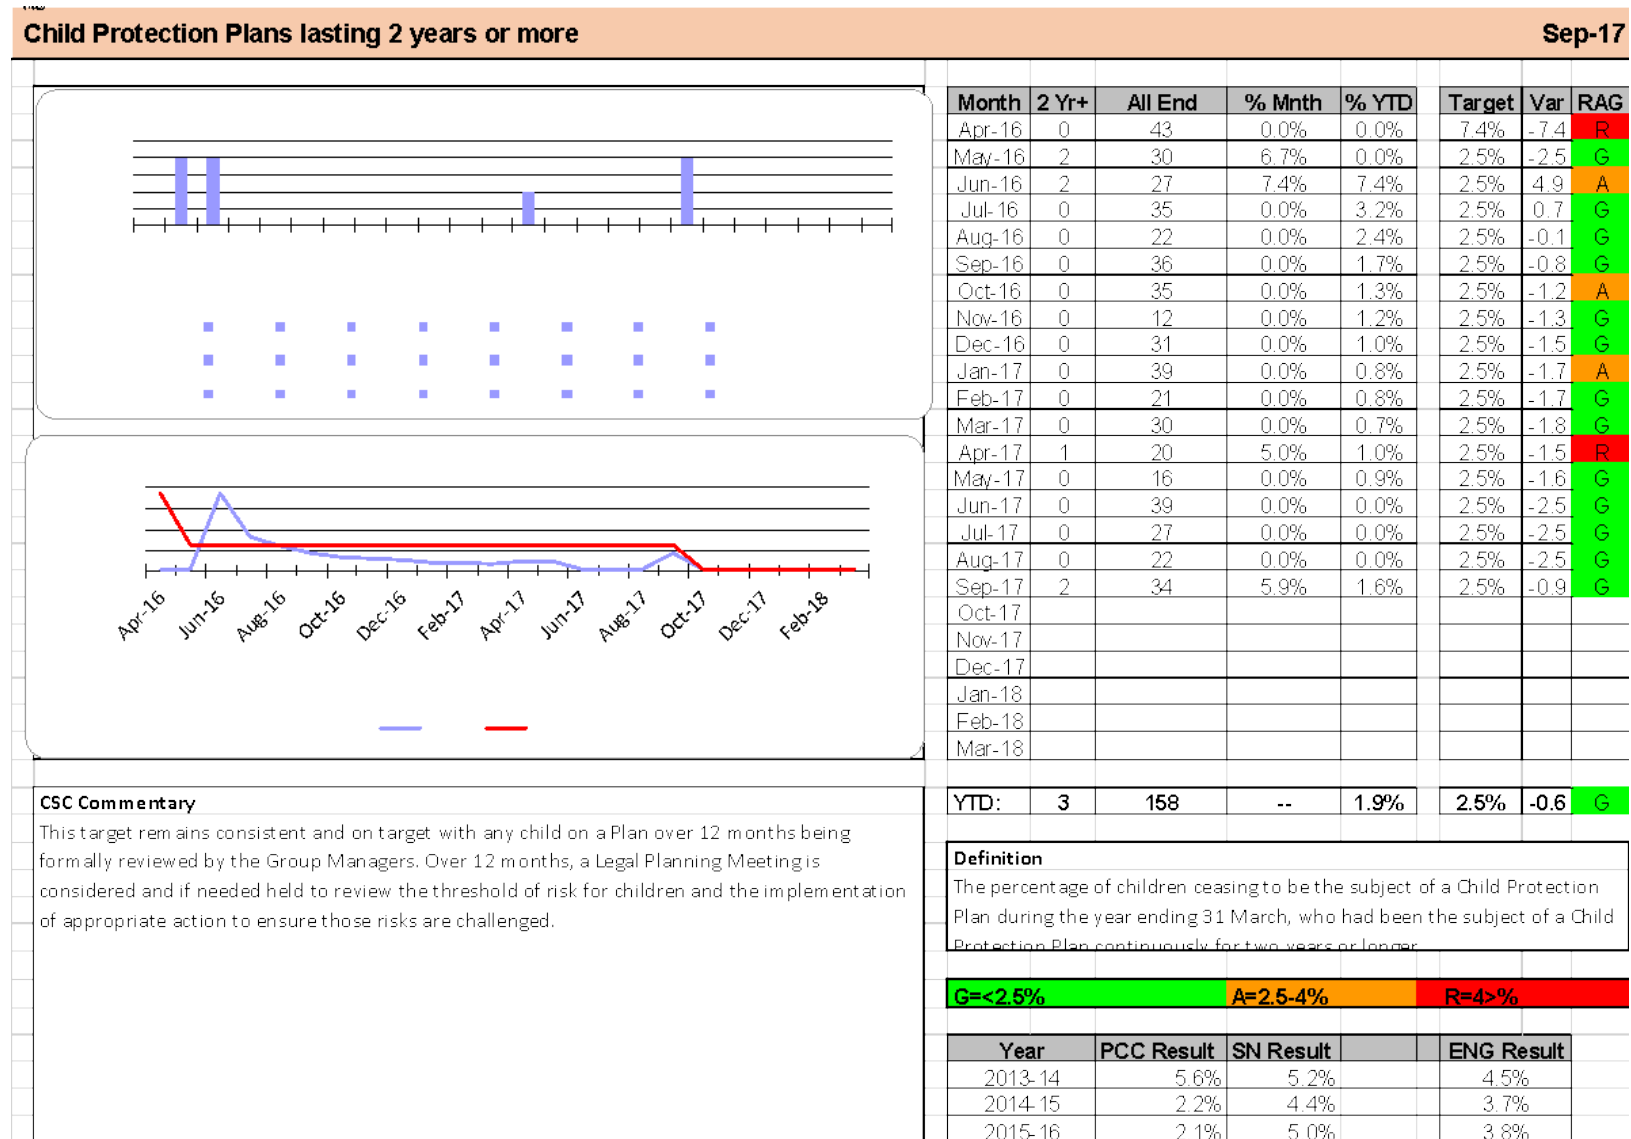 Child Protection Plans lasting 2 years or more Sep-17
Month 2 Yr+ All End % Mnth % YTD Target Var RAG
Apr-16 0 43 0.0% 0.0% 7.4% -7.4 R
May-16 2 30 6.7% 0.0% 2.5% -2.5 G
Jun-16 2 27 7.4% 7.4% 2.5% 4.9 A
Jul-16 0 35 0.0% 3.2% 2.5% 0.7 G
Aug-16 0 22 0.0% 2.4% 2.5% -0.1 G
Sep-16 0 36 0.0% 1.7% 2.5% -0.8 G
Oct-16 0 35 0.0% 1.3% 2.5% -1.2 A
Nov-16 0 12 0.0% 1.2% 2.5% -1.3 G
Dec-16 0 31 0.0% 1.0% 2.5% -1.5 G
Jan-17 0 39 0.0% 0.8% 2.5% -1.7 A
Feb-17 0 21 0.0% 0.8% 2.5% -1.7 G
Mar-17 0 30 0.0% 0.7% 2.5% -1.8 G
Apr-17 1 20 5.0% 1.0% 2.5% -1.5 R
May-17 0 16 0.0% 0.9% 2.5% -1.6 G
Jun-17 0 39 0.0% 0.0% 2.5% -2.5 G
Jul-17 0 27 0.0% 0.0% 2.5% -2.5 G
Aug-17 0 22 0.0% 0.0% 2.5% -2.5 G
Sep-17 2 34 5.9% 1.6% 2.5% -0.9 G
Oct-17
Nov-17
Dec-17
Jan-18
Feb-18
Mar-18
Apr-16 Jun-16 Aug-16 Oct-16 Dec-16 Feb-17 Apr-17 Jun-17 Aug-17 Oct-17 Dec-17 Feb-18
YTD: 3 158 -- 1.9% 2.5% -0.6 G
CSC Commentary
This target remains consistent and on target with any child on a Plan over 12 months being
formally reviewed by the Group Managers. Over 12 months, a Legal Planning Meeting is
considered and if needed held to review the threshold of risk for children and the implementation
of appropriate action to ensure those risks are challenged.
Definition
The percentage of children ceasing to be the subject of a Child Protection
Plan during the year ending 31 March, who had been the subject of a Child
Protection Plan continuously for two years or longer
G=<2.5% A=2.5-4% R=4>%
Year PCC Result SN Result ENG Result
2013-14 5.6% 5.2% 4.5%
2014-15 2.2% 4.4% 3.7%
2015-16 2.1% 5.0% 3.8%